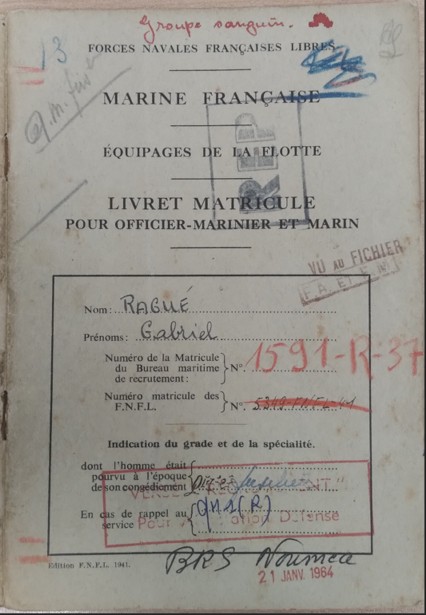 Groupe sanguin. A
13
FORCES NAVALES FRANÇAISES LIBRES
MARINE FRANÇAISE
ÉQUIPAGES DE LA FLOTTE
LIVRET MATRICULE
POUR OFFICIER-MARINIER ET MARIN
VU AU FICHIER
Nom: RAGUÉ
Prénoms: Gabriel
Numéro de la Matricule
du Bureau maritime
de recrutement: N° 1591-R-37
Numéro matricule des
F.N.F.L. N°
Indication du grade et de la spécialité.
dont l'homme était
pourvu à l'époque
de son congédiement
En cas de rappel au
service QM1(R)
Défense
BRS Nouméa
21 JANV 1964
Edition F.N.F.L. 1941.